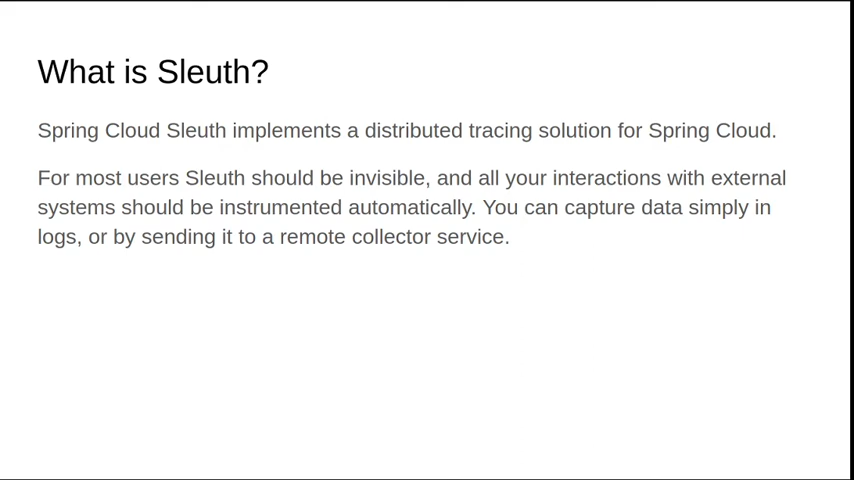 What is Sleuth?
Spring Cloud Sleuth implements a distributed tracing solution for Spring Cloud.
For most users Sleuth should be invisible, and all your interactions with external
systems should be instrumented automatically. You can capture data simply in
logs, or by sending it to a remote collector service.